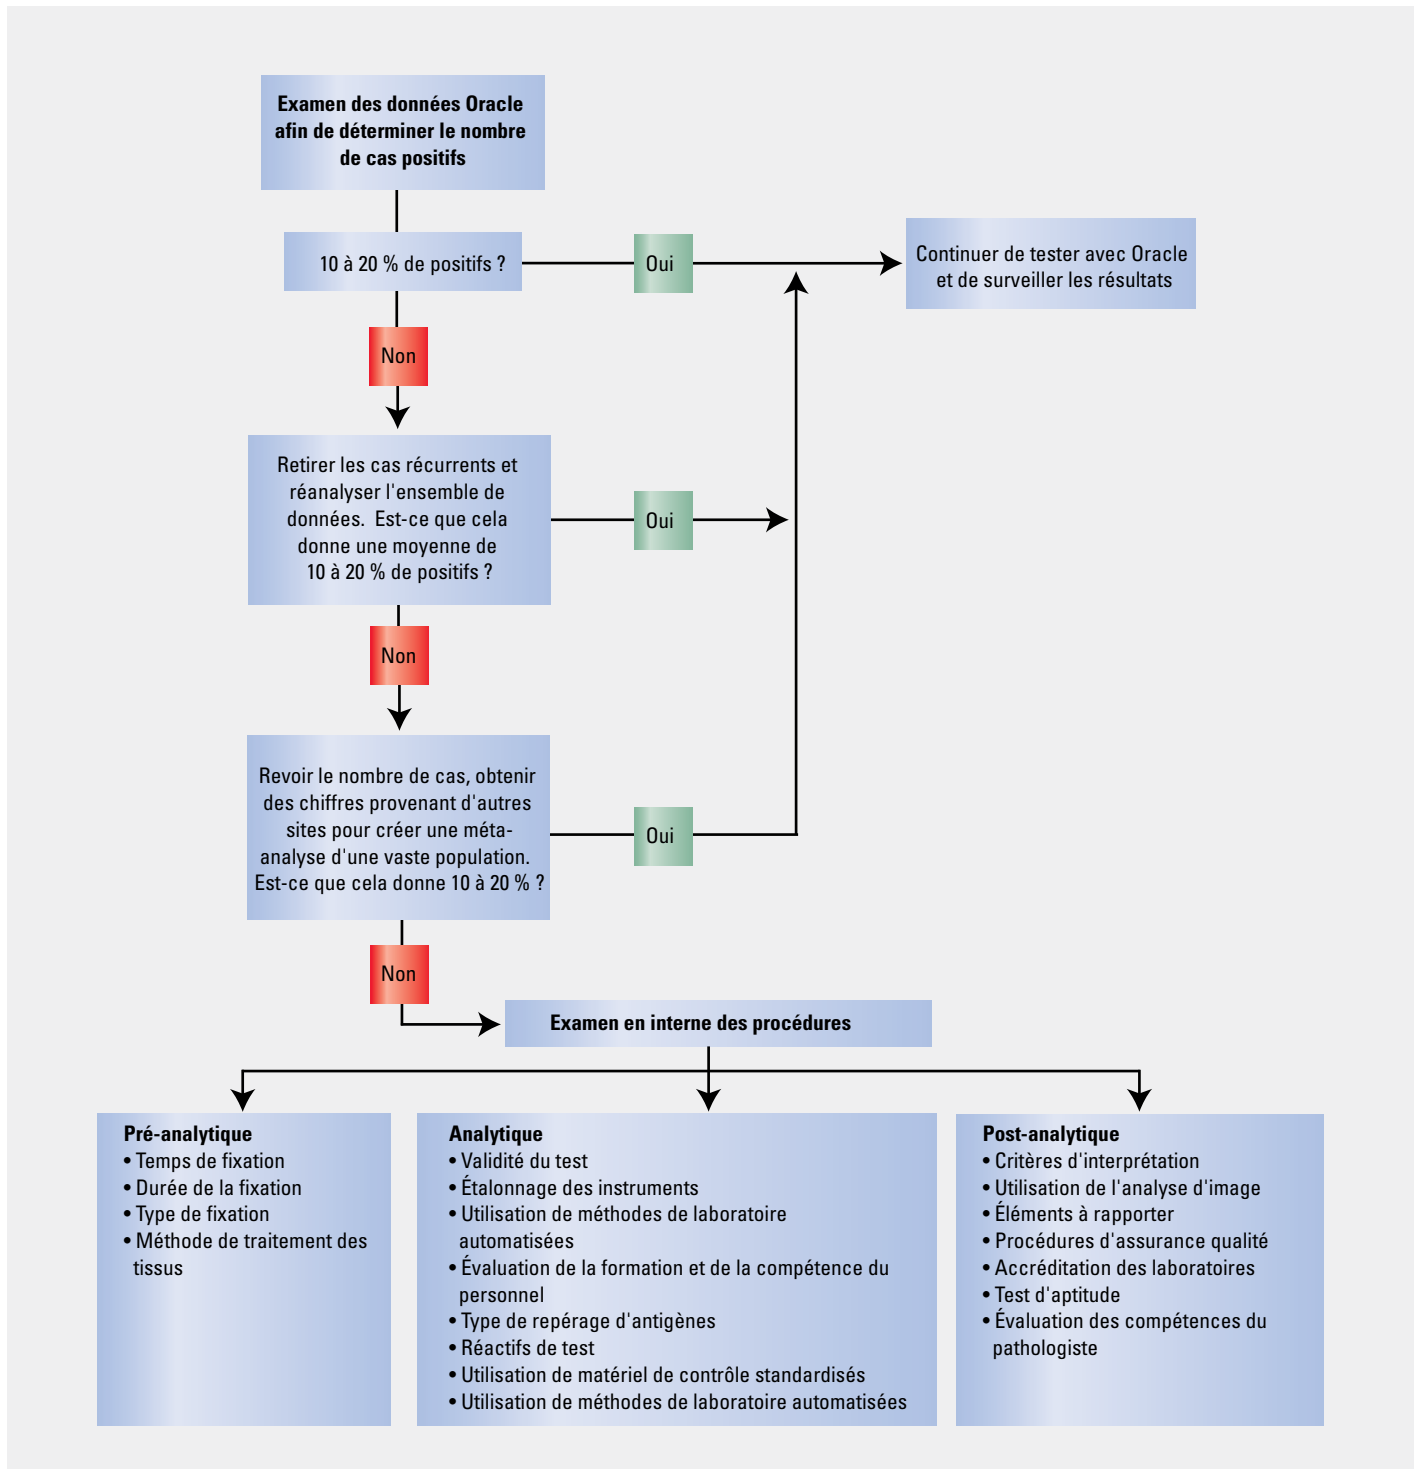 Examen des données Oracle
afin de déterminer le nombre
de cas positifs
10 à 20 % de positifs ?
Oui
Continuer de tester avec Oracle
et de surveiller les résultats
Non
Retirer les cas récurrents et
réanalyser l'ensemble de
données. Est-ce que cela
donne une moyenne de
10 à 20 % de positifs ?
Oui
Non
Revoir le nombre de cas, obtenir
des chiffres provenant d'autres
sites pour créer une méta-
analyse d'une vaste population.
Est-ce que cela donne 10 à 20 % ?
Oui
Non
Examen en interne des procédures
Pré-analytique
• Temps de fixation
• Durée de la fixation
• Type de fixation
• Méthode de traitement des
tissus
Analytique
• Validité du test
• Étalonnage des instruments
• Utilisation de méthodes de laboratoire
automatisées
• Évaluation de la formation et de la compétence du
personnel
• Type de repérage d'antigènes
• Réactifs de test
• Utilisation de matériel de contrôle standardisés
• Utilisation de méthodes de laboratoire automatisées
Post-analytique
• Critères d'interprétation
• Utilisation de l'analyse d'image
• Éléments à rapporter
• Procédures d'assurance qualité
• Accréditation des laboratoires
• Test d'aptitude
• Évaluation des compétences du
pathologiste